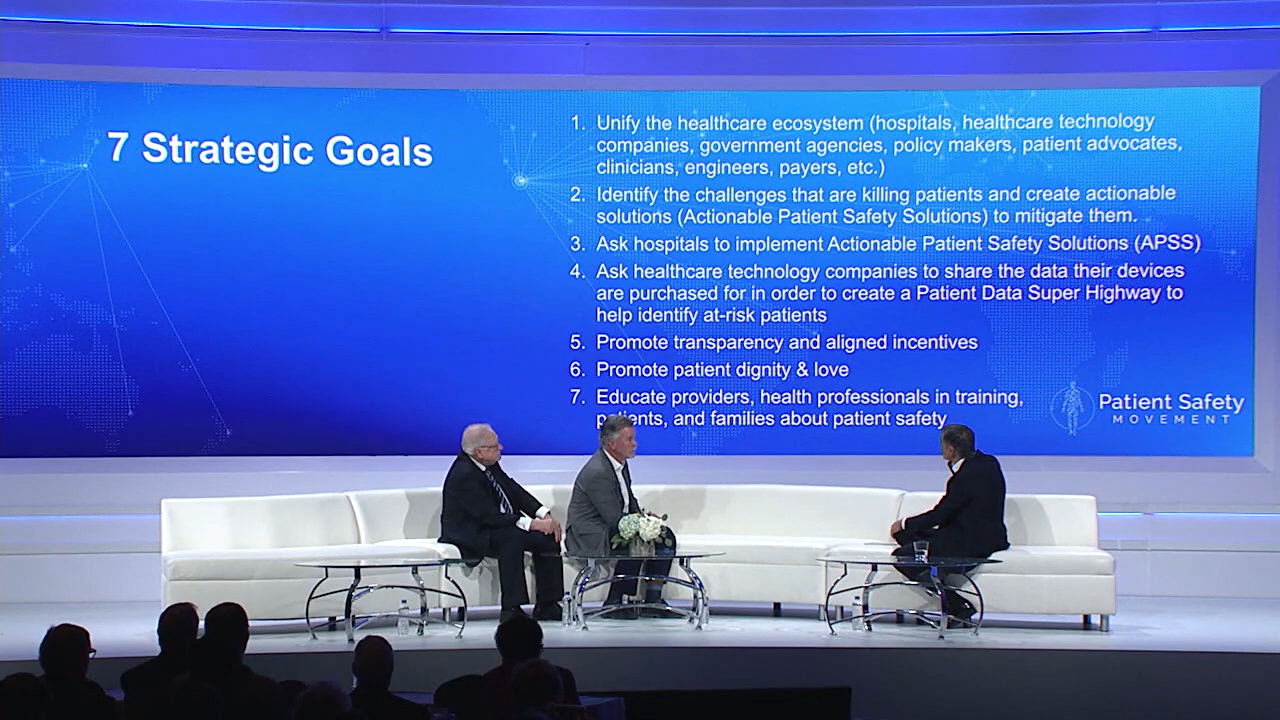 7 Strategic Goals
1. Unify the healthcare ecosystem (hospitals, healthcare technology
companies, government agencies, policy makers, patient advocates,
clinicians, engineers, payers, etc.)
2. Identify the challenges that are killing patients and create actionable
solutions (Actionable Patient Safety Solutions) to mitigate them.
3. Ask hospitals to implement Actionable Patient Safety Solutions (APSS)
4. Ask healthcare technology companies to share the data their devices
are purchased for in order to create a Patient Data Super Highway to
help identify at-risk patients
5. Promote transparency and aligned incentives
6. Promote patient dignity & love
7. Educate providers, health professionals in training,
patients, and families about patient safety
Patient Safety
MOVEMENT